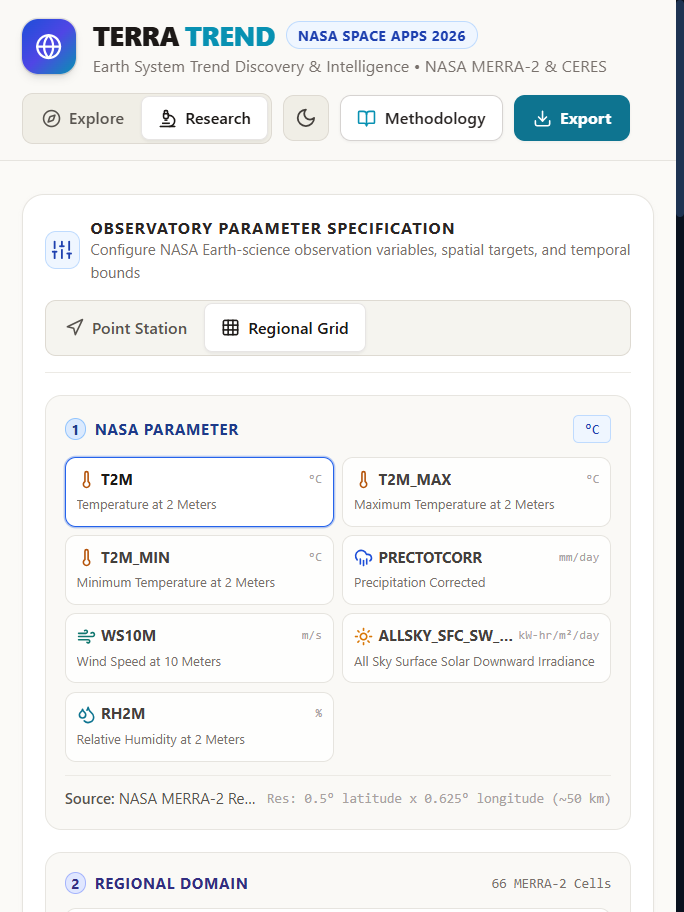 TERRA TREND NASA SPACE APPS 2026
Earth System Trend Discovery & Intelligence • NASA MERRA-2 & CERES
Explore Research Methodology Export
OBSERVATORY PARAMETER SPECIFICATION
Configure NASA Earth-science observation variables, spatial targets, and temporal
bounds
Point Station Regional Grid
1 NASA PARAMETER °C
T2M °C
Temperature at 2 Meters
T2M_MAX °C
Maximum Temperature at 2 Meters
T2M_MIN °C
Minimum Temperature at 2 Meters
PRECTOTCORR mm/day
Precipitation Corrected
WS10M m/s
Wind Speed at 10 Meters
ALLSKY_SFC_SW_... kW-hr/m²/day
All Sky Surface Solar Downward Irradiance
RH2M %
Relative Humidity at 2 Meters
Source: NASA MERRA-2 Re... Res: 0.5° latitude x 0.625° longitude (~50 km)
2 REGIONAL DOMAIN 66 MERRA-2 Cells